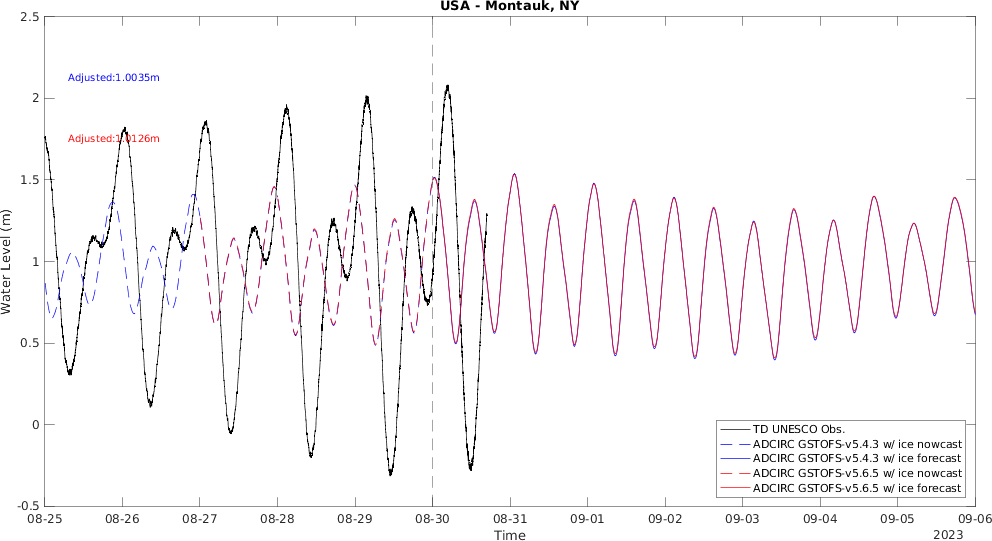 USA - Montauk, NY
2.5
2
1.5
1
0.5
0
-0.5
Water Level (m)
Adjusted:1.0035m
Adjusted:1.0126m
TD UNESCO Obs.
ADCIRC GSTOFS-v5.4.3 w/ ice nowcast
ADCIRC GSTOFS-v5.4.3 w/ ice forecast
ADCIRC GSTOFS-v5.6.5 w/ ice nowcast
ADCIRC GSTOFS-v5.6.5 w/ ice forecast
08-25 08-26 08-27 08-28 08-29 08-30 08-31 09-01 09-02 09-03 09-04 09-05 09-06
Time
2023